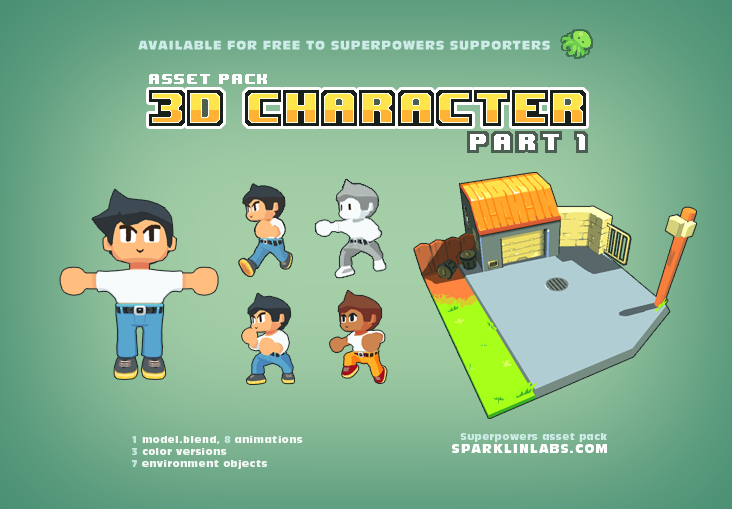 AVAILABLE FOR FREE TO SUPERPOWERS SUPPORTERS
ASSET PACK
3D CHARACTER
PART 1
1 model.blend, 8 animations
3 color versions
7 environment objects
Superpowers asset pack
SPARKLINLABS.COM